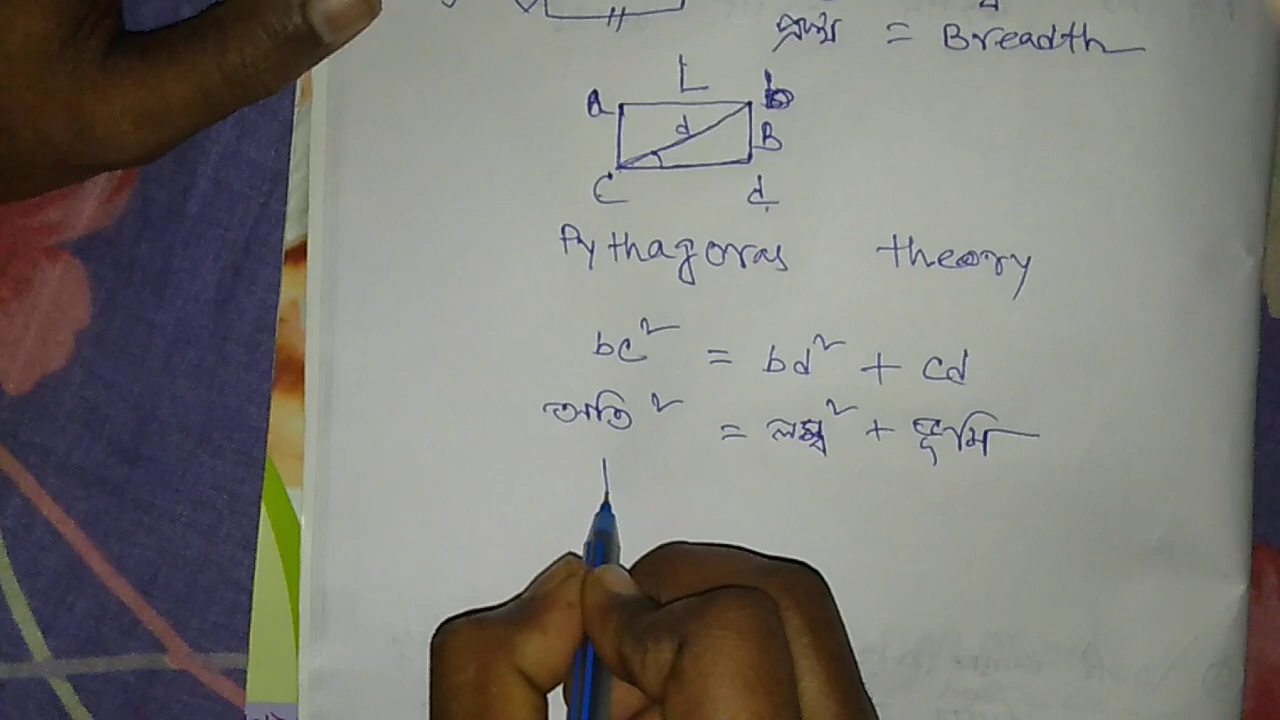 প্রস্থ = Breadth
L
A d b
B
C d
Pythagoras theory
bc² = bd² + cd
অতি² = লম্ব² + ভূমি